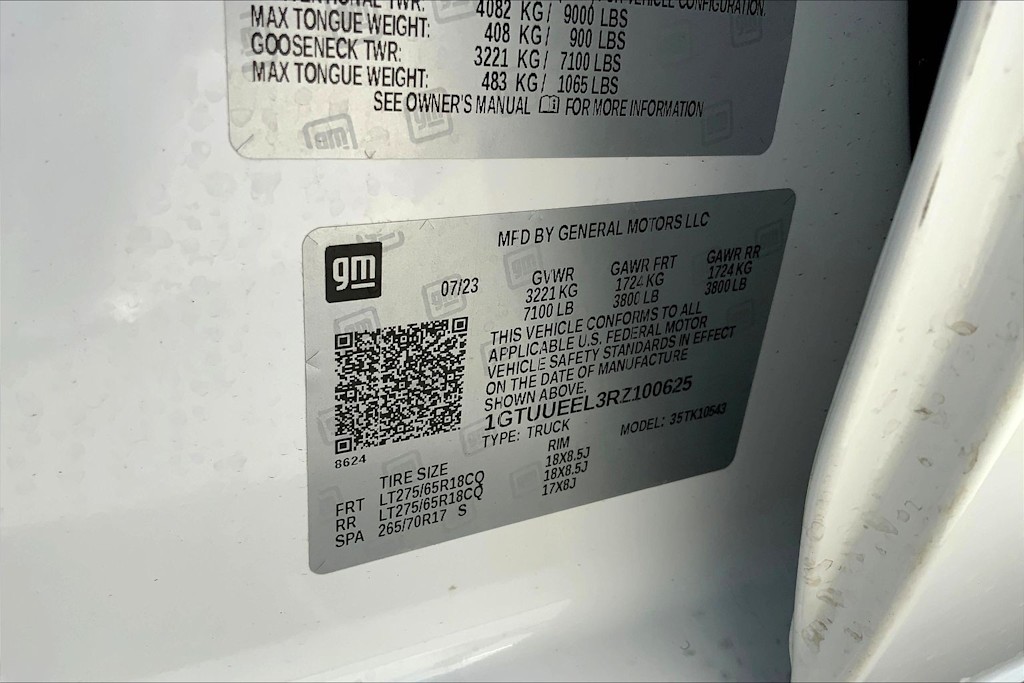 TWR: 4082 KG/ 9000 LBS VEHICLE CONFIGURATION.
MAX TONGUE WEIGHT: 408 KG/ 900 LBS
GOOSENECK TWR: 3221 KG/ 7100 LBS
MAX TONGUE WEIGHT: 483 KG/ 1065 LBS
SEE OWNER'S MANUAL FOR MORE INFORMATION
gm
MFD BY GENERAL MOTORS LLC
07/23
GVWR GAWR FRT GAWR RR
3221 KG 1724 KG 1724 KG
7100 LB 3800 LB 3800 LB
THIS VEHICLE CONFORMS TO ALL
APPLICABLE U.S. FEDERAL MOTOR
VEHICLE SAFETY STANDARDS IN EFFECT
ON THE DATE OF MANUFACTURE
SHOWN ABOVE.
1GTUUEEL3RZ100625
TYPE: TRUCK MODEL: 35TK10543
8624
TIRE SIZE RIM
FRT LT275/65R18CQ 18X8.5J
RR LT275/65R18CQ 18X8.5J
SPA 265/70R17 S 17X8J